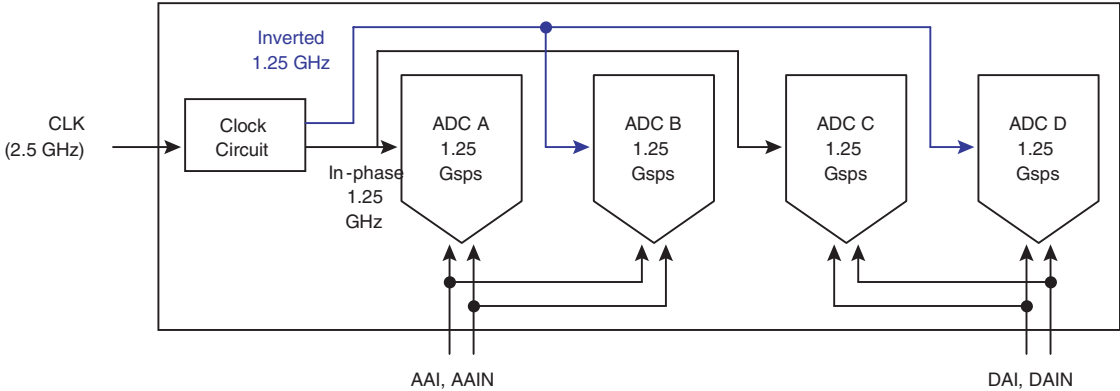 Inverted
1.25 GHz
CLK
(2.5 GHz)
Clock
Circuit
In-phase
1.25
GHz
ADC A
1.25
Gsps
ADC B
1.25
Gsps
ADC C
1.25
Gsps
ADC D
1.25
Gsps
AAI, AAIN
DAI, DAIN